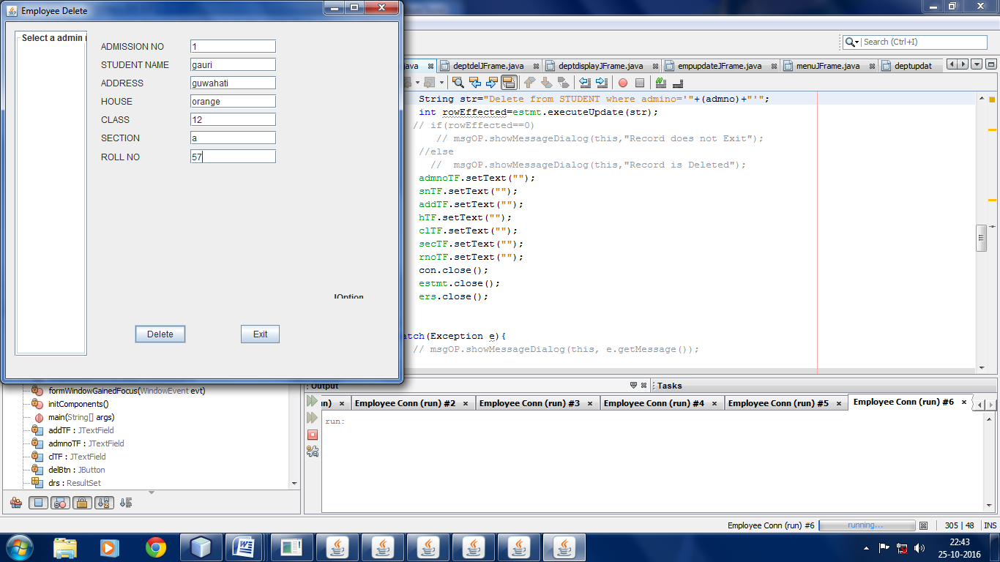 Employee Delete
Select a admin
ADMISSION NO 1
STUDENT NAME gauri
ADDRESS guwahati
HOUSE orange
CLASS 12
SECTION a
ROLL NO 57
JOption
Delete Exit
Search (Ctrl+I)
java deptdelJFrame.java deptdisplayJFrame.java empupdateJFrame.java menuJFrame.java deptupdat
String str="Delete from STUDENT where admino='"+(admno)+"'";
int rowEffected=estmt.executeUpdate(str);
// if(rowEffected==0)
// msgOP.showMessageDialog(this,"Record does not Exit");
//else
// msgOP.showMessageDialog(this,"Record is Deleted");
admnoTF.setText("");
snTF.setText("");
addTF.setText("");
hTF.setText("");
clTF.setText("");
secTF.setText("");
rnoTF.setText("");
con.close();
estmt.close();
ers.close();
atch(Exception e){
// msgOP.showMessageDialog(this, e.getMessage());
formWindowGainedFocus(WindowEvent evt)
initComponents()
main(String[] args)
addTF : JTextField
admnoTF : JTextField
clTF : JTextField
delBtn : JButton
drs : ResultSet
: Output : Tasks
n) Employee Conn (run) #2 Employee Conn (run) #3 Employee Conn (run) #4 Employee Conn (run) #5 Employee Conn (run) #6
run:
Employee Conn (run) #6 running... 305 | 48 INS
22:43
25-10-2016